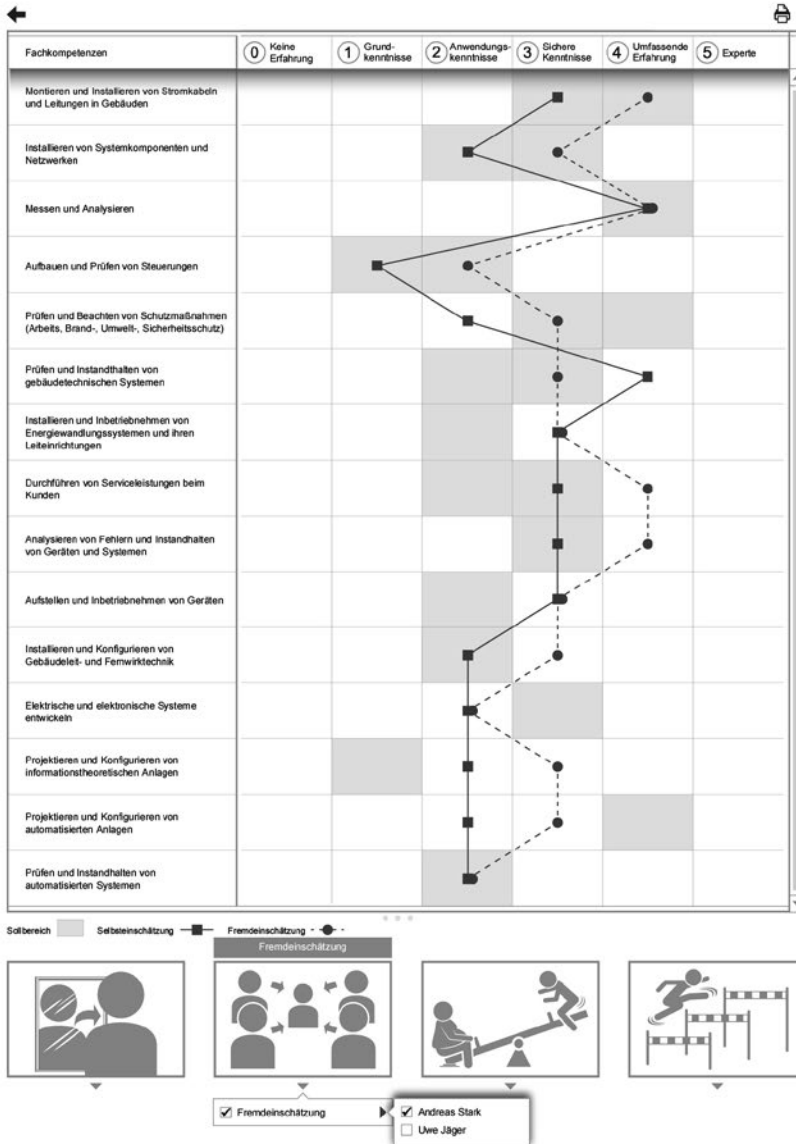 Fachkompetenzen
0 Keine
Erfahrung
1 Grund-
kenntnisse
2 Anwendungs-
kenntnisse
3 Sichere
Kenntnisse
4 Umfassende
Erfahrung
5 Experte
Montieren und Installieren von Stromkabeln
und Leitungen in Gebäuden
Installieren von Systemkomponenten und
Netzwerken
Messen und Analysieren
Aufbauen und Prüfen von Steuerungen
Prüfen und Beachten von Schutzmaßnahmen
(Arbeits, Brand-, Umwelt-, Sicherheitsschutz)
Prüfen und Instandthalten von
gebäudetechnischen Systemen
Installieren und Inbetriebnehmen von
Energiewandlungssystemen und ihren
Leiteinrichtungen
Durchführen von Serviceleistungen beim
Kunden
Analysieren von Fehlern und Instandhalten
von Geräten und Systemen
Aufstellen und Inbetriebnehmen von Geräten
Installieren und Konfigurieren von
Gebäudeleit- und Fernwirktechnik
Elektrische und elektronische Systeme
entwickeln
Projektieren und Konfigurieren von
informationstheoretischen Anlagen
Projektieren und Konfigurieren von
automatisierten Anlagen
Prüfen und Instandhalten von
automatisierten Systemen
Sollbereich Selbsteinschätzung Fremdeinschätzung
Fremdeinschätzung
Fremdeinschätzung
Andreas Stark
Uwe Jäger